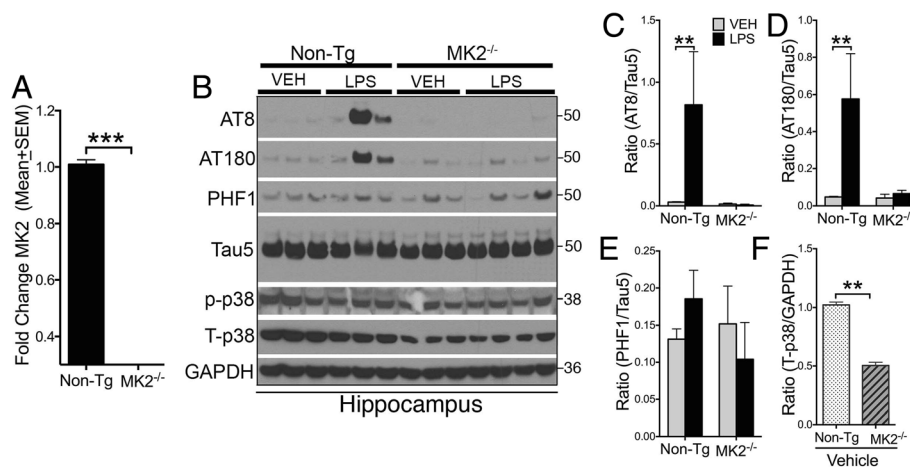 A
Fold Change MK2 (Mean±SEM)
***
1.0
0.8
0.6
0.4
Non-Tg MK2-/-
B
Non-Tg MK2-/-
VEH LPS VEH LPS
AT8 -50
AT180 -50
PHF1 -50
Tau5 -50
p-p38 -38
T-p38
GAPDH -36
Hippocampus
C
Ratio (AT8/Tau5)
1.5
1.0
0.5
0.0
**
VEH
LPS
Non-Tg MK2-/-
D
Ratio (AT180/Tau5)
1.0
0.8
0.6
0.4
0.2
0.0
**
Non-Tg MK2-/-
E
Ratio (PHF1/Tau5)
0.25
0.20
0.15
0.10
0.05
0.00
Non-Tg MK2-/-
F
Ratio (T-p38/GAPDH)
1.5
1.0
0.5
0.0
**
Non-Tg MK2-/-
Vehicle